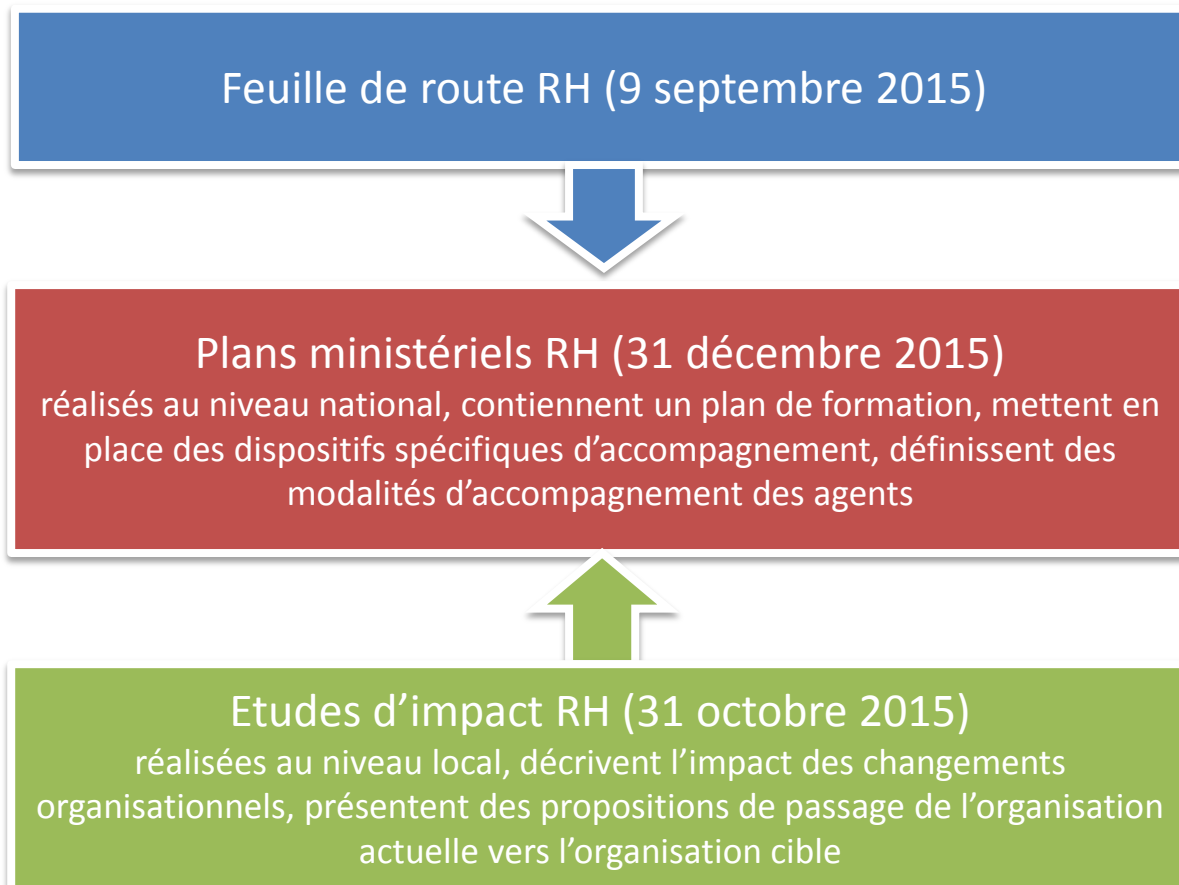 Feuille de route RH (9 septembre 2015)
Plans ministériels RH (31 décembre 2015)
réalisés au niveau national, contiennent un plan de formation, mettent en
place des dispositifs spécifiques d’accompagnement, définissent des
modalités d’accompagnement des agents
Etudes d’impact RH (31 octobre 2015)
réalisées au niveau local, décrivent l’impact des changements
organisationnels, présentent des propositions de passage de l’organisation
actuelle vers l’organisation cible